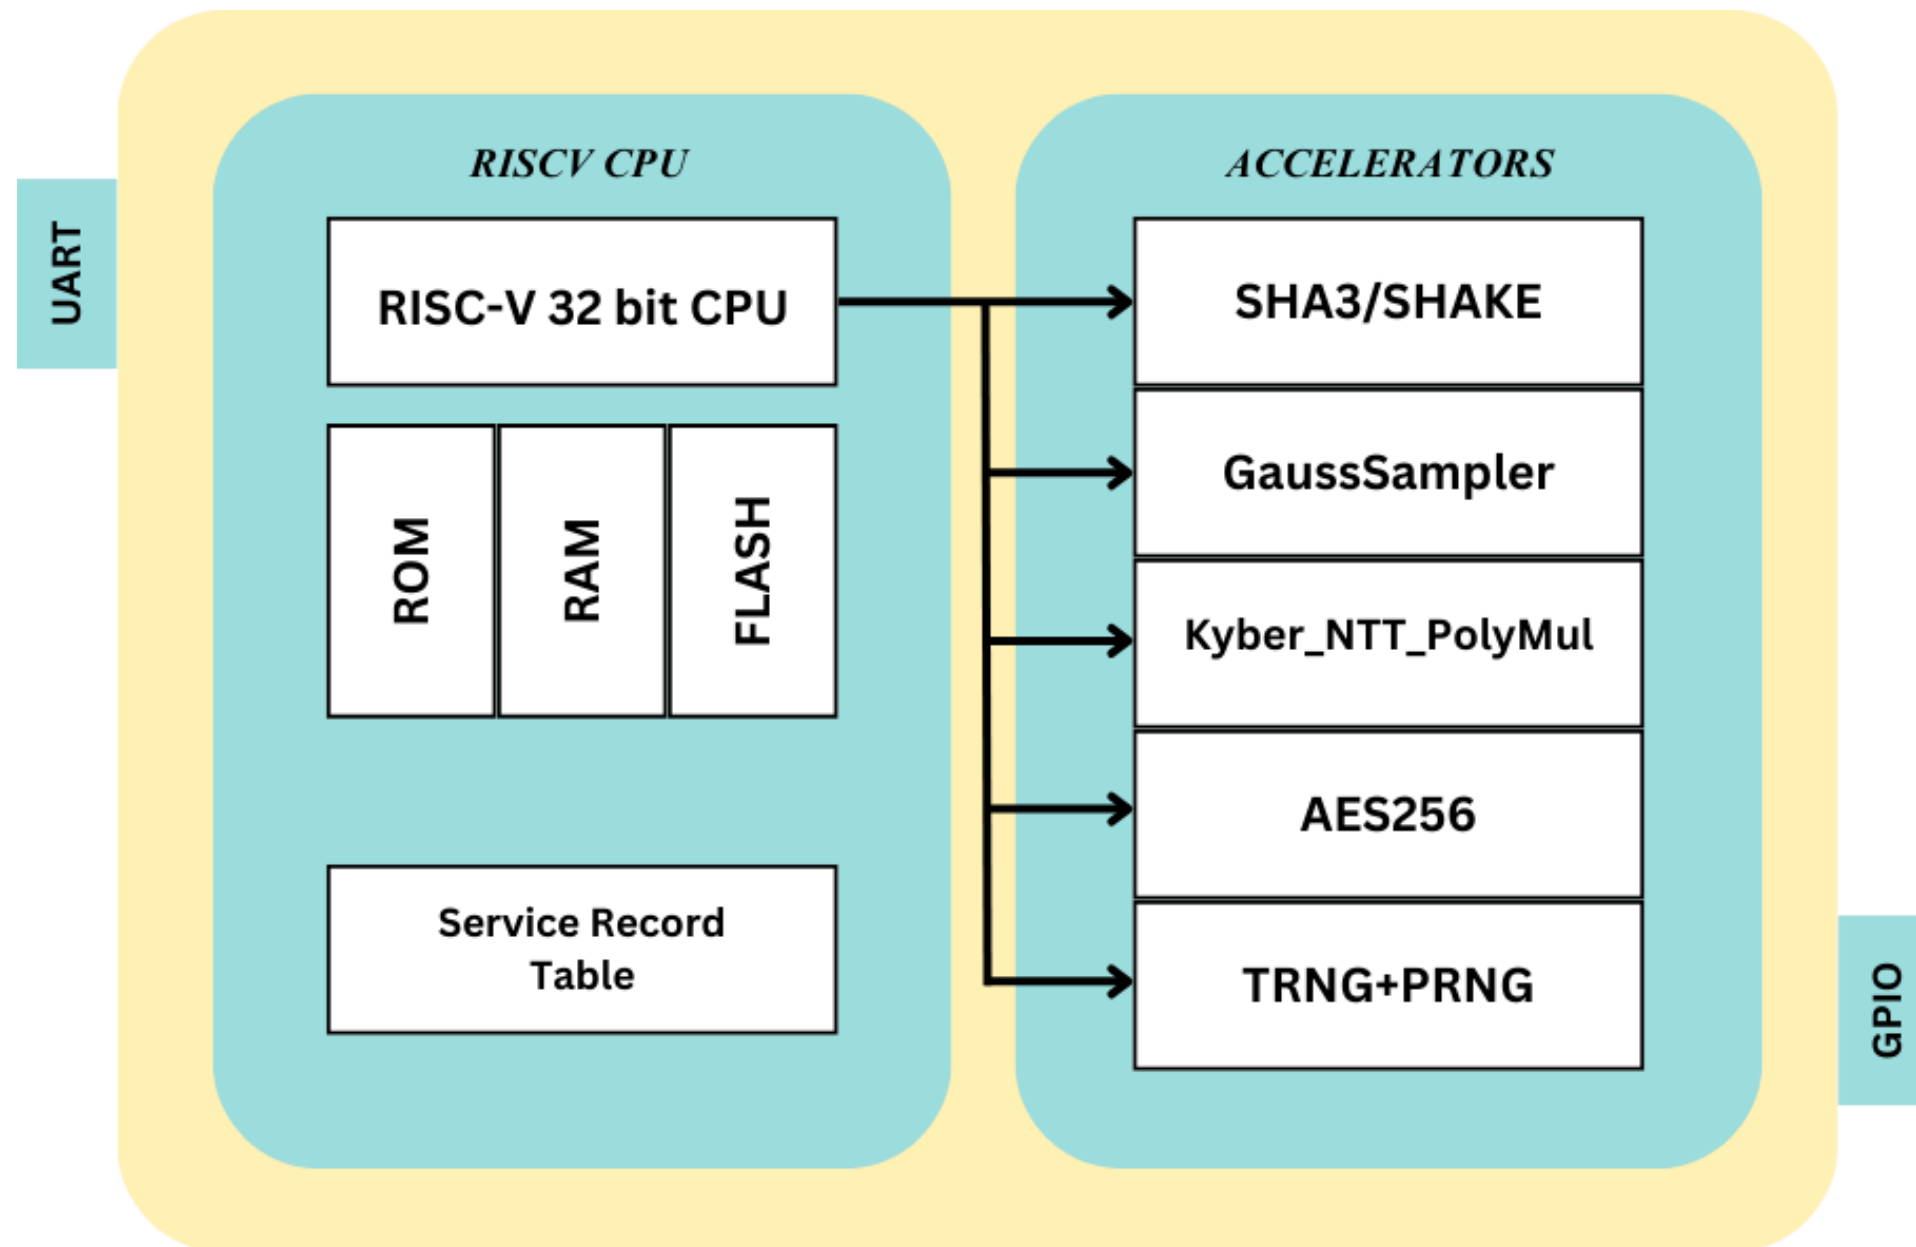 UART
RISCV CPU
RISC-V 32 bit CPU
ROM
RAM
FLASH
Service Record
Table
ACCELERATORS
SHA3/SHAKE
GaussSampler
Kyber_NTT_PolyMul
AES256
TRNG+PRNG
GPIO